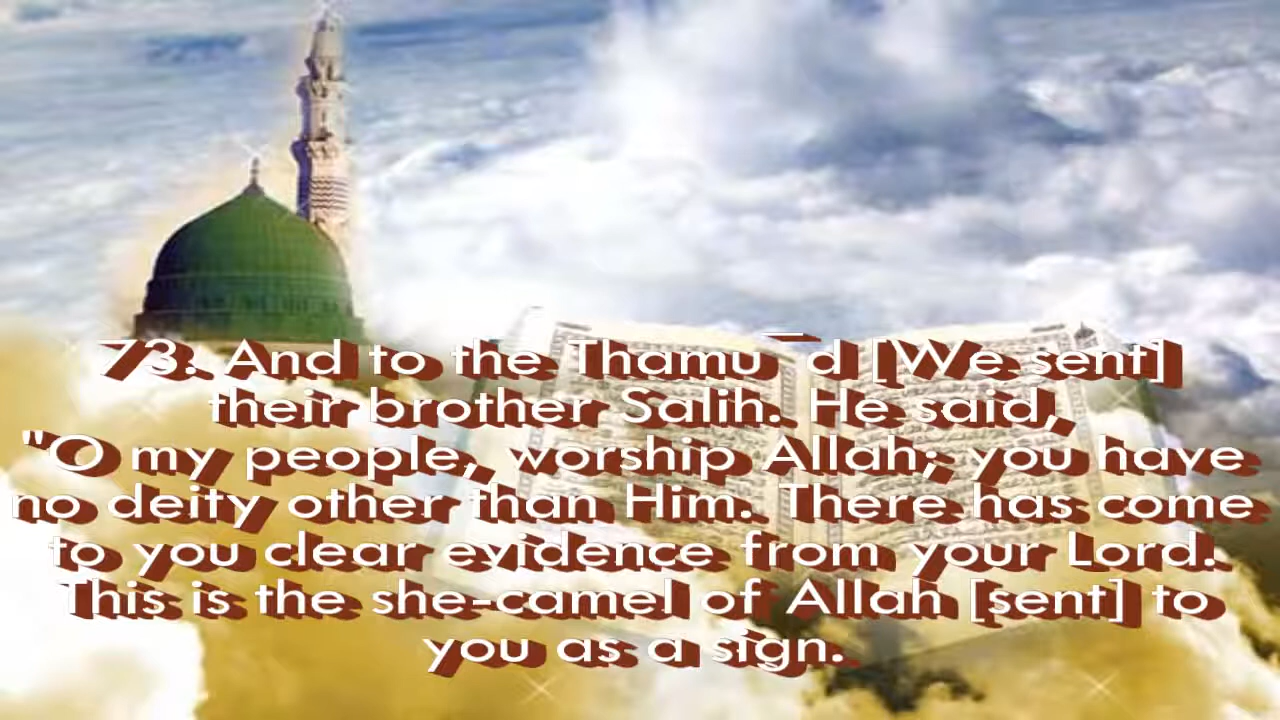 73. And to the Thamu_d [We sent]
their brother Salih. He said,
"O my people, worship Allah; you have
no deity other than Him. There has come
to you clear evidence from your Lord.
This is the she-camel of Allah [sent] to
you as a sign.